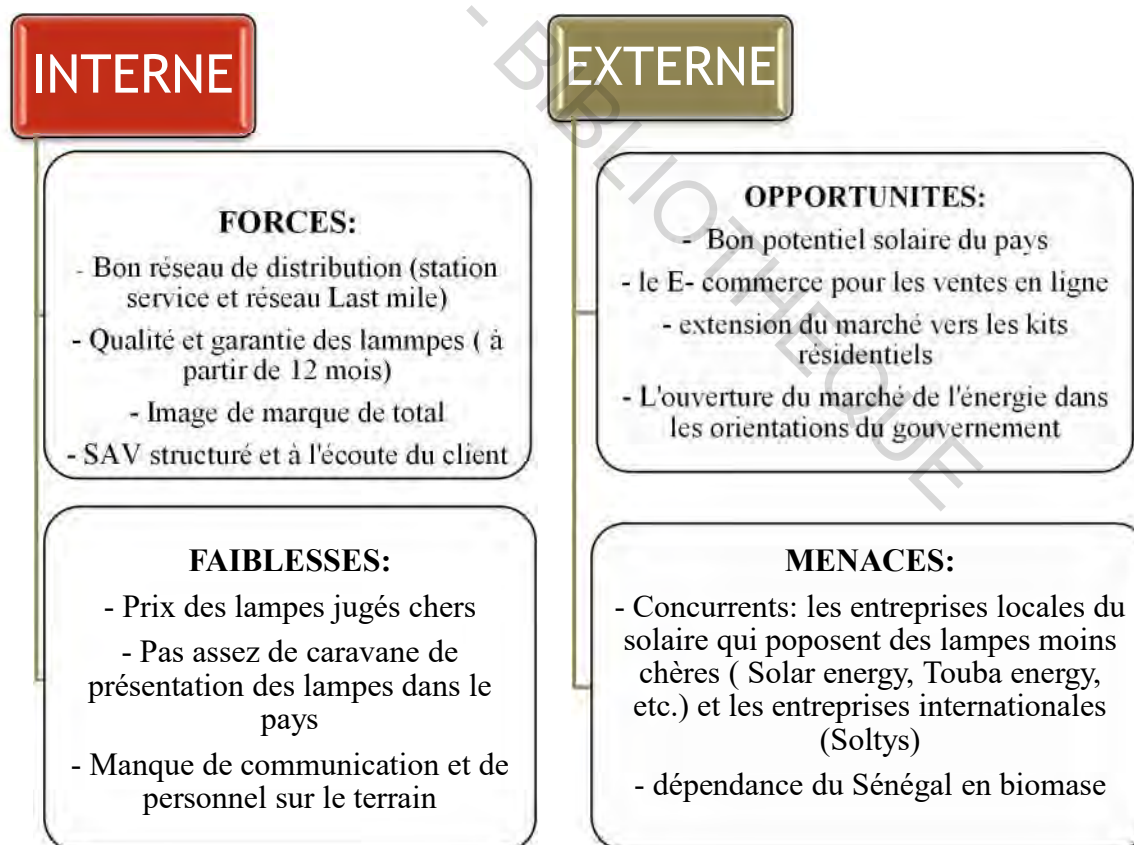 - BIBLIOTHEQUE
INTERNE
FORCES:
- Bon réseau de distribution (station
service et réseau Last mile)
- Qualité et garantie des lammpes ( à
partir de 12 mois)
- Image de marque de total
- SAV structuré et à l'écoute du client
FAIBLESSES:
- Prix des lampes jugés chers
- Pas assez de caravane de
présentation des lampes dans le
pays
- Manque de communication et de
personnel sur le terrain
EXTERNE
OPPORTUNITES:
- Bon potentiel solaire du pays
- le E- commerce pour les ventes en ligne
- extension du marché vers les kits
résidentiels
- L'ouverture du marché de l'énergie dans
les orientations du gouvernement
MENACES:
- Concurrents: les entreprises locales du
solaire qui poposent des lampes moins
chères ( Solar energy, Touba energy,
etc.) et les entreprises internationales
(Soltys)
- dépendance du Sénégal en biomase